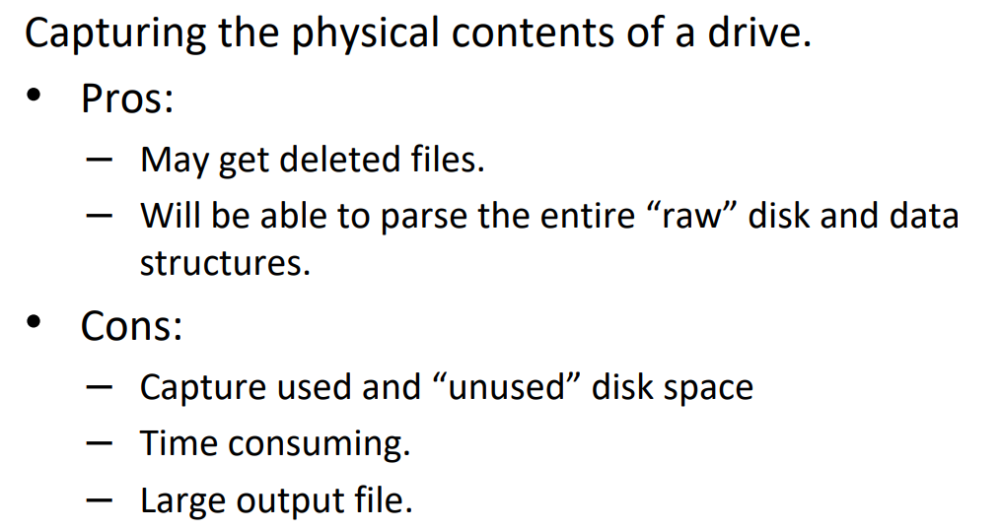 Capturing the physical contents of a drive.
• Pros:
– May get deleted files.
– Will be able to parse the entire “raw” disk and data
structures.
• Cons:
– Capture used and “unused” disk space
– Time consuming.
– Large output file.